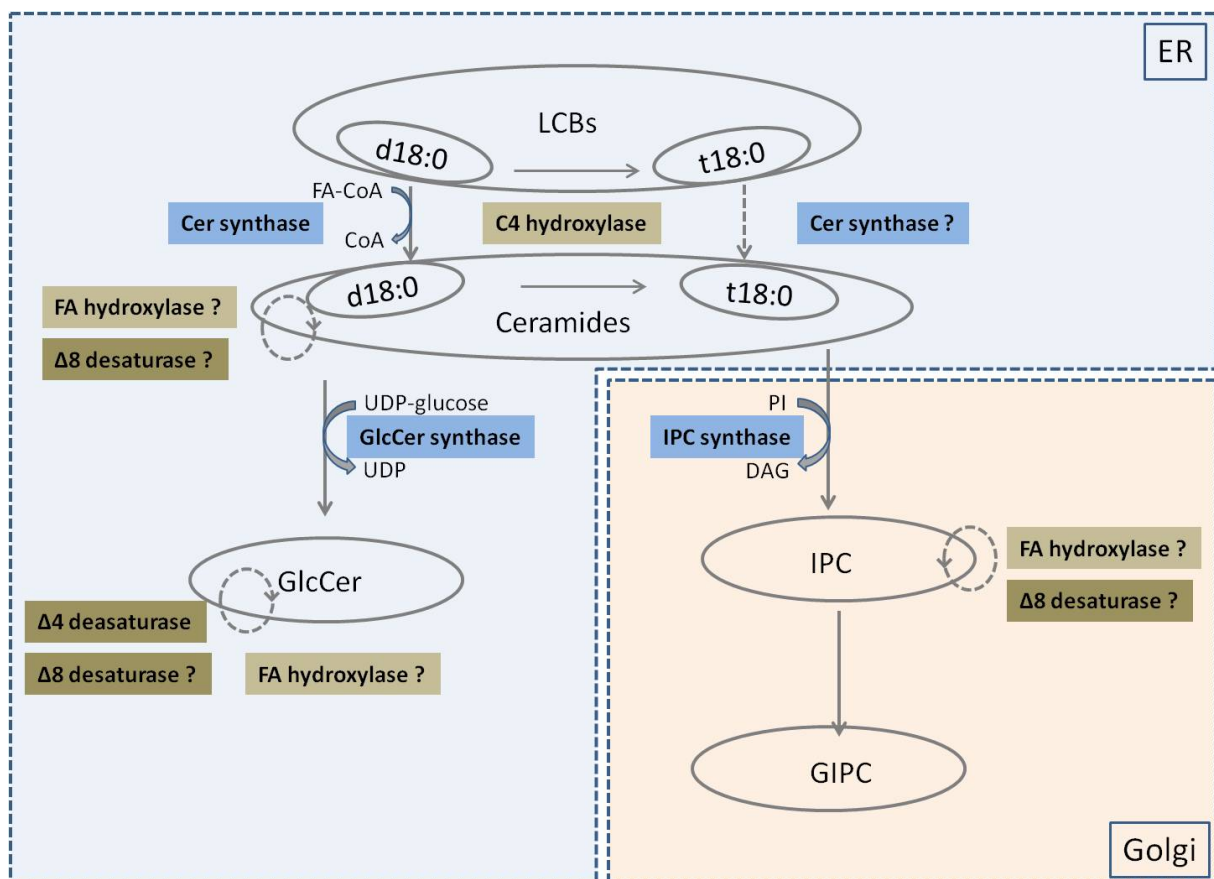 ER
LCBs
d18:0
t18:0
FA-CoA
Cer synthase
C4 hydroxylase
Cer synthase ?
CoA
d18:0
t18:0
Ceramides
FA hydroxylase ?
Δ8 desaturase ?
UDP-glucose
GlcCer synthase
UDP
PI
IPC synthase
DAG
GlcCer
Δ4 deasaturase
Δ8 desaturase ?
FA hydroxylase ?
IPC
FA hydroxylase ?
Δ8 desaturase ?
GIPC
Golgi